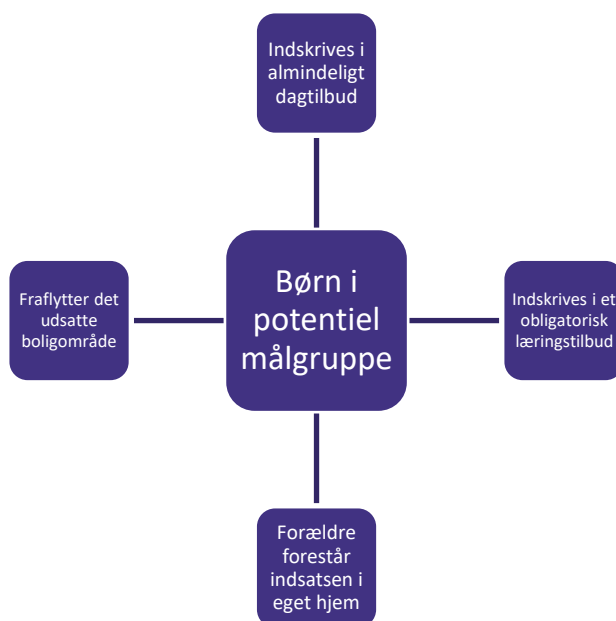 Indskrives i
almindeligt
dagtilbud
Fraflytter det
udsatte
boligområde
Børn i
potentiel
målgruppe
Indskrives i et
obligatorisk
læringstilbud
Forældre
forestår
indsatsen i
eget hjem